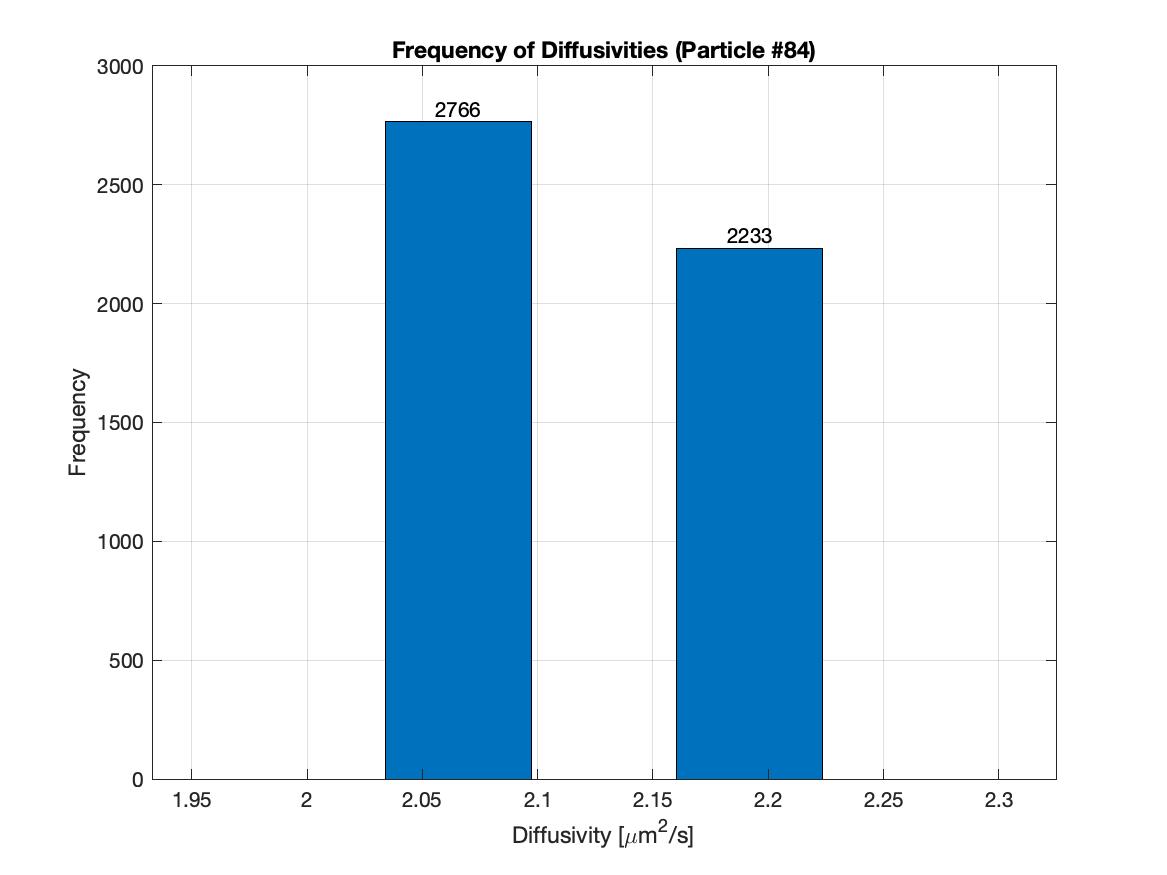 Frequency of Diffusivities (Particle #84)
3000
2766
2500
2233
2000
Frequency
1500
1000
500
0
1.95 2 2.05 2.1 2.15 2.2 2.25 2.3
Diffusivity [μm²/s]